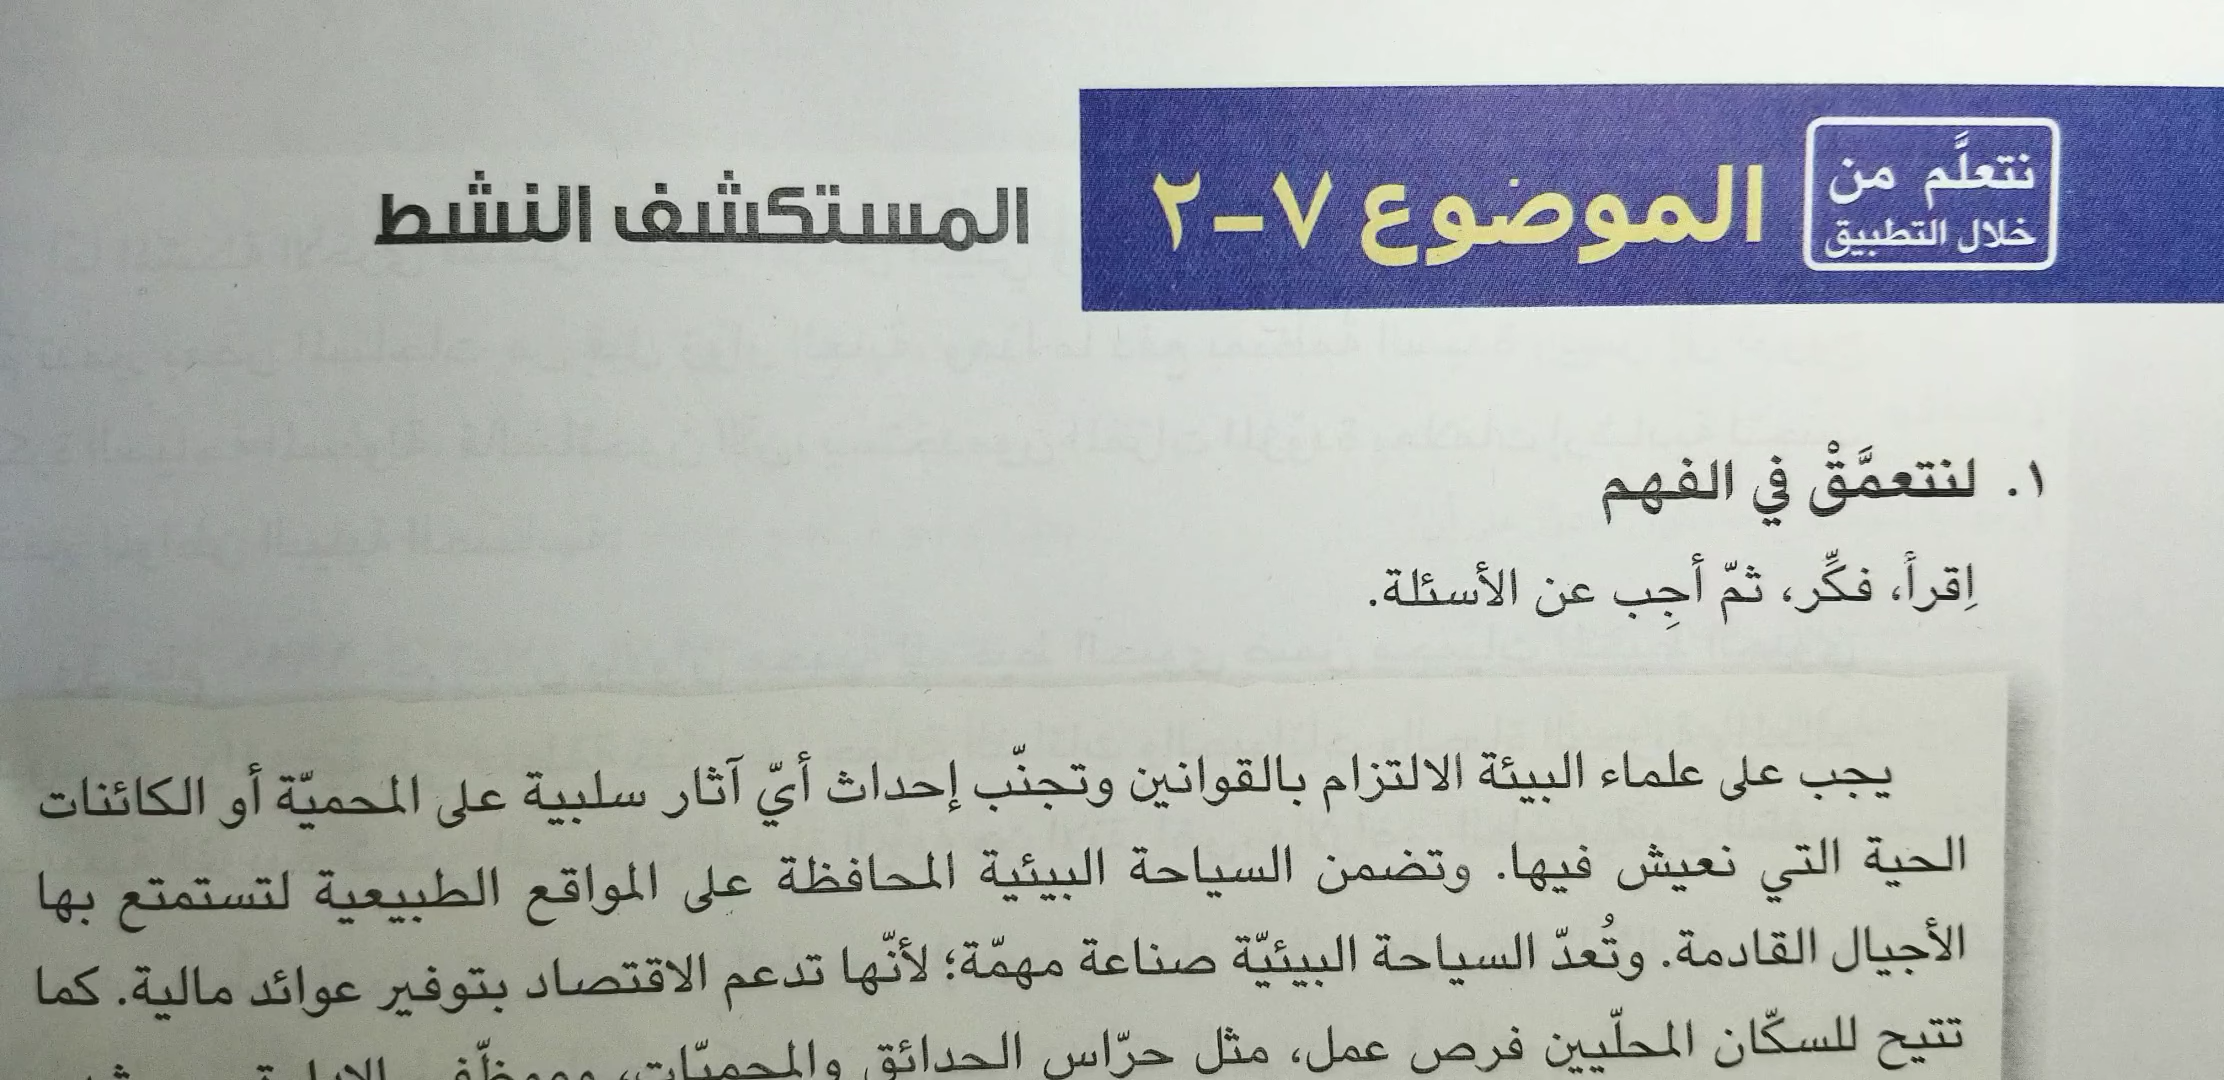 نتعلَّم من
خلال التطبيق
الموضوع ٧-٢
المستكشف النشط
١. لنتعمَّقْ في الفهم
اِقرأ، فكِّر، ثمّ أجِب عن الأسئلة.
يجب على علماء البيئة الالتزام بالقوانين وتجنّب إحداث أيّ آثار سلبية على المحميّة أو الكائنات
الحية التي نعيش فيها. وتضمن السياحة البيئية المحافظة على المواقع الطبيعية لتستمتع بها
الأجيال القادمة. وتُعدّ السياحة البيئيّة صناعة مهمّة؛ لأنّها تدعم الاقتصاد بتوفير عوائد مالية. كما
تتيح للسكّان المحلّيين فرص عمل، مثل حرّاس الحدائق والمحميّات،